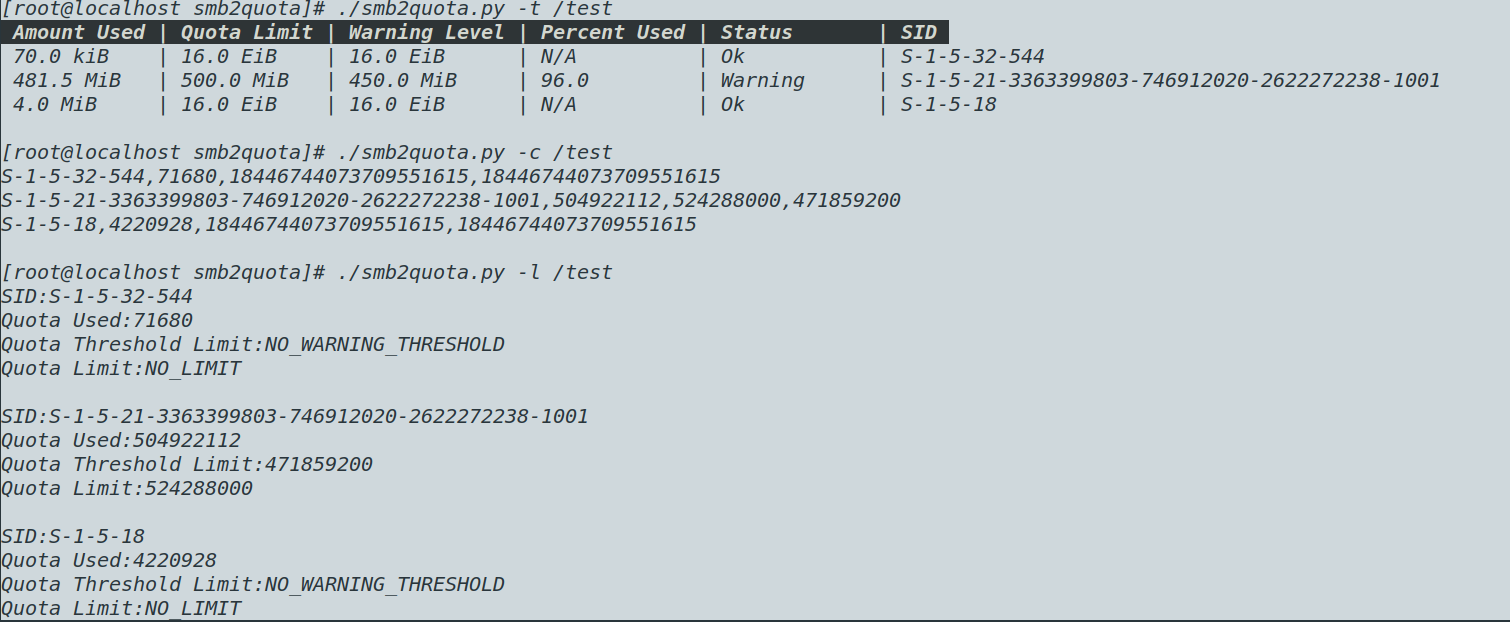 [root@localhost smb2quota]# ./smb2quota.py -t /test
Amount Used | Quota Limit | Warning Level | Percent Used | Status | SID
70.0 kiB | 16.0 EiB | 16.0 EiB | N/A | Ok | S-1-5-32-544
481.5 MiB | 500.0 MiB | 450.0 MiB | 96.0 | Warning | S-1-5-21-3363399803-746912020-2622272238-1001
4.0 MiB | 16.0 EiB | 16.0 EiB | N/A | Ok | S-1-5-18
[root@localhost smb2quota]# ./smb2quota.py -c /test
S-1-5-32-544,71680,18446744073709551615,18446744073709551615
S-1-5-21-3363399803-746912020-2622272238-1001,504922112,524288000,471859200
S-1-5-18,4220928,18446744073709551615,18446744073709551615
[root@localhost smb2quota]# ./smb2quota.py -l /test
SID:S-1-5-32-544
Quota Used:71680
Quota Threshold Limit:NO_WARNING_THRESHOLD
Quota Limit:NO_LIMIT
SID:S-1-5-21-3363399803-746912020-2622272238-1001
Quota Used:504922112
Quota Threshold Limit:471859200
Quota Limit:524288000
SID:S-1-5-18
Quota Used:4220928
Quota Threshold Limit:NO_WARNING_THRESHOLD
Quota Limit:NO_LIMIT